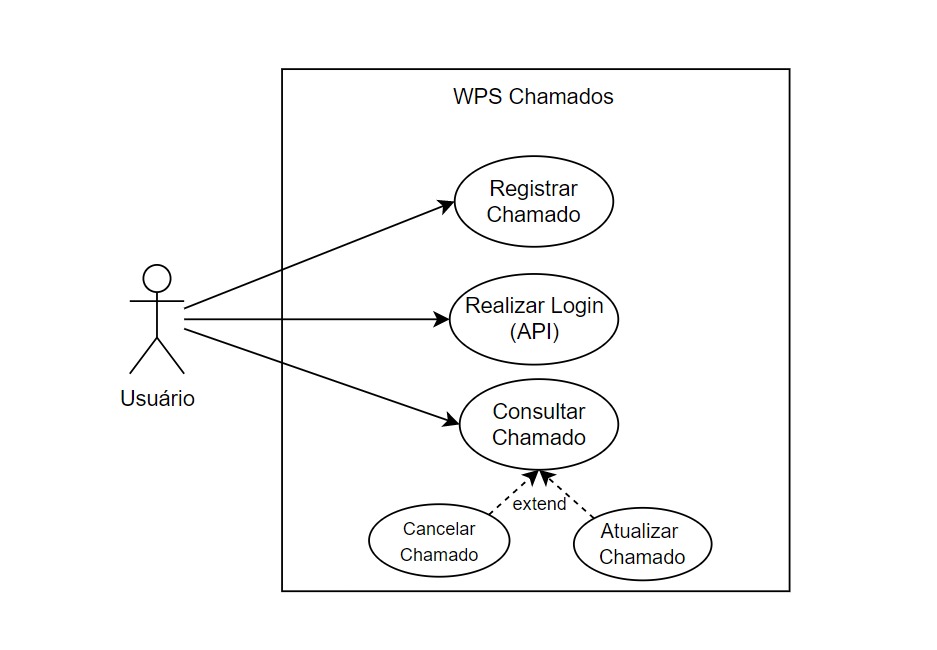 WPS Chamados
Registrar
Chamado
Realizar Login
(API)
Usuário
Consultar
Chamado
extend
Cancelar
Chamado
Atualizar
Chamado